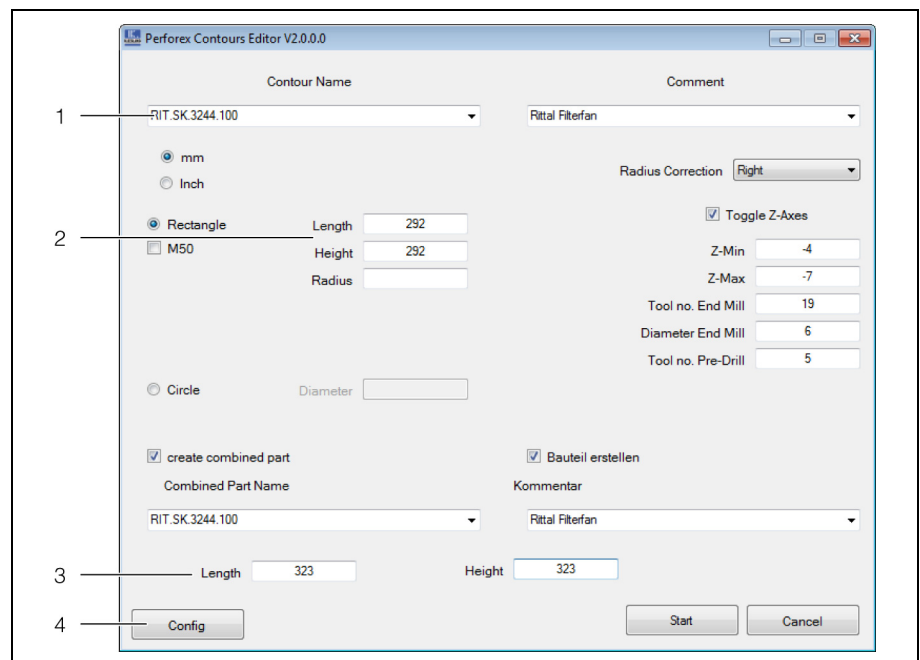 Perforex Contours Editor V2.0.0.0
Contour Name Comment
1 RIT.SK.3244.100 Rittal Filterfan
mm
Inch
Radius Correction Right
Toggle Z-Axes
Rectangle Length 292
2
M50 Height 292
Radius
Z-Min -4
Z-Max -7
Tool no. End Mill 19
Diameter End Mill 6
Tool no. Pre-Drill 5
Circle Diameter
create combined part Bauteil erstellen
Combined Part Name Kommentar
RIT.SK.3244.100 Rittal Filterfan
3 Length 323 Height 323
4 Config Start Cancel